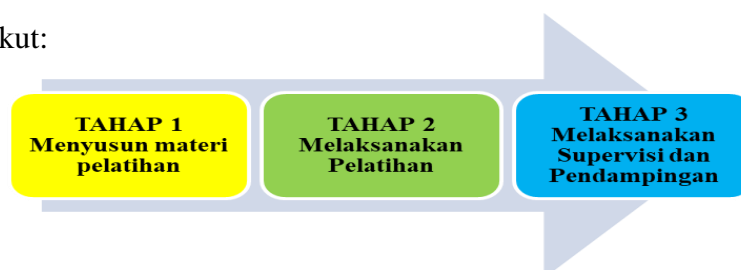 kut:
TAHAP 1
Menyusun materi
pelatihan
TAHAP 2
Melaksanakan
Pelatihan
TAHAP 3
Melaksanakan
Supervisi dan
Pendampingan